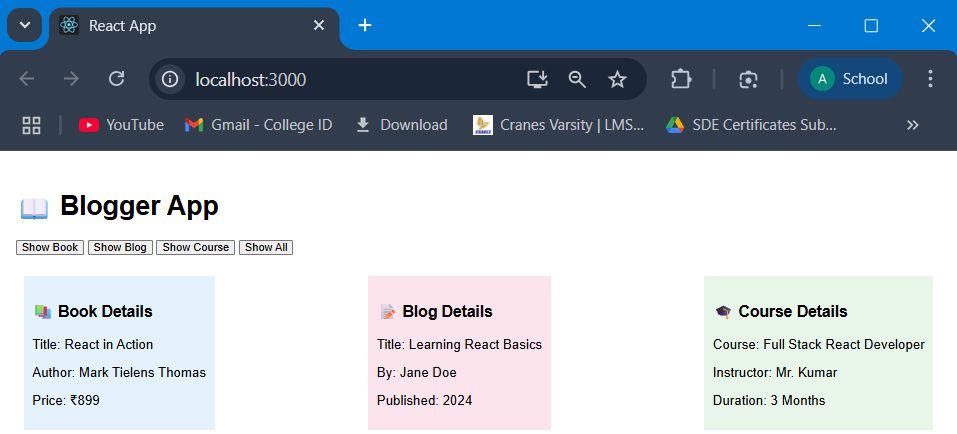 React App
localhost:3000
A School
YouTube Gmail - College ID Download Cranes Varsity | LMS... SDE Certificates Sub...
📖 Blogger App
Show Book Show Blog Show Course Show All
📚 Book Details
Title: React in Action
Author: Mark Tielens Thomas
Price: ₹899
📝 Blog Details
Title: Learning React Basics
By: Jane Doe
Published: 2024
🎓 Course Details
Course: Full Stack React Developer
Instructor: Mr. Kumar
Duration: 3 Months